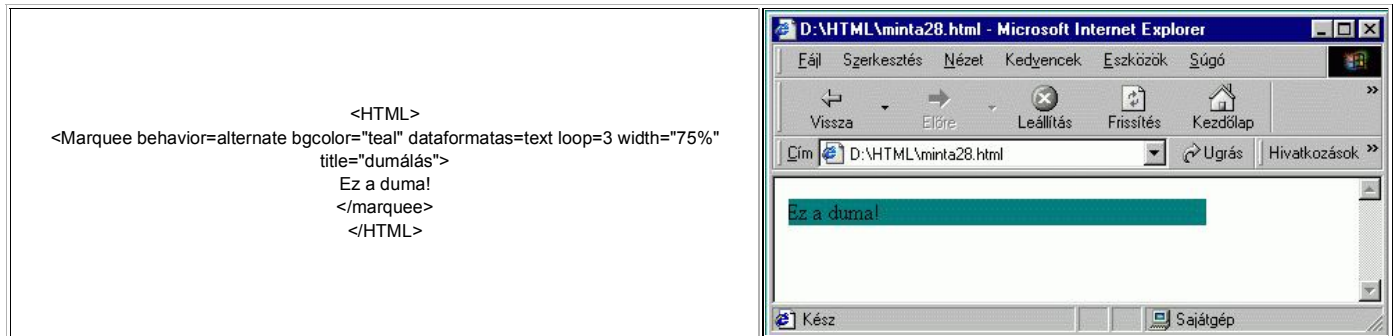 <HTML>
<Marquee behavior=alternate bgcolor="teal" dataformatas=text loop=3 width="75%"
title="dumálás">
Ez a duma!
</marquee>
</HTML>
D:\HTML\minta28.html - Microsoft Internet Explorer
Fájl Szerkesztés Nézet Kedvencek Eszközök Súgó
Vissza Előre Leállítás Frissítés Kezdőlap »
Cím D:\HTML\minta28.html Ugrás Hivatkozások »
Ez a duma!
Kész Sajátgép